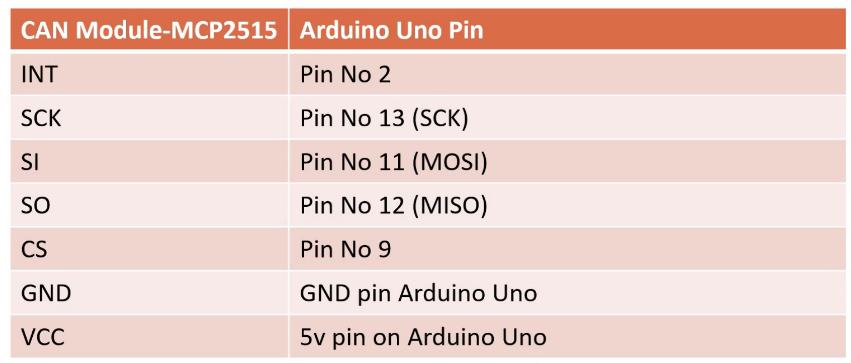 CAN Module-MCP2515 Arduino Uno Pin
INT Pin No 2
SCK Pin No 13 (SCK)
SI Pin No 11 (MOSI)
SO Pin No 12 (MISO)
CS Pin No 9
GND GND pin Arduino Uno
VCC 5v pin on Arduino Uno